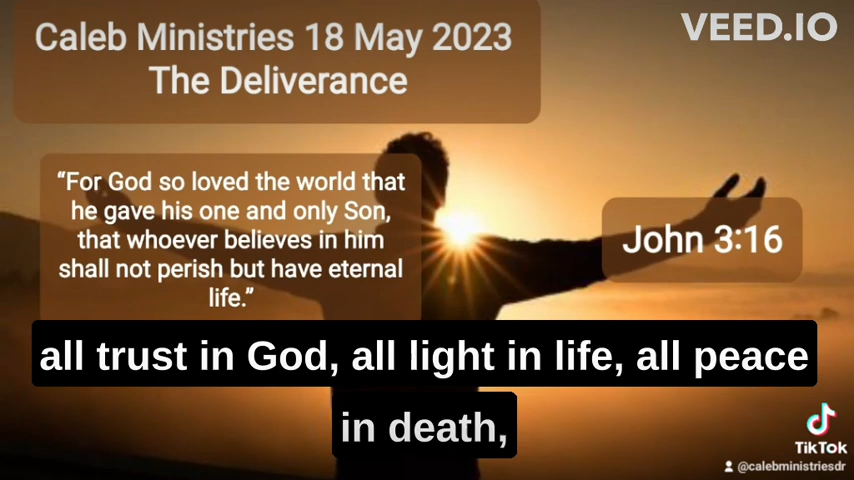 Caleb Ministries 18 May 2023
The Deliverance
VEED.IO
“For God so loved the world that
he gave his one and only Son,
that whoever believes in him
shall not perish but have eternal
life.”
John 3:16
all trust in God, all light in life, all peace
in death,
TikTok
@calebministriesdr